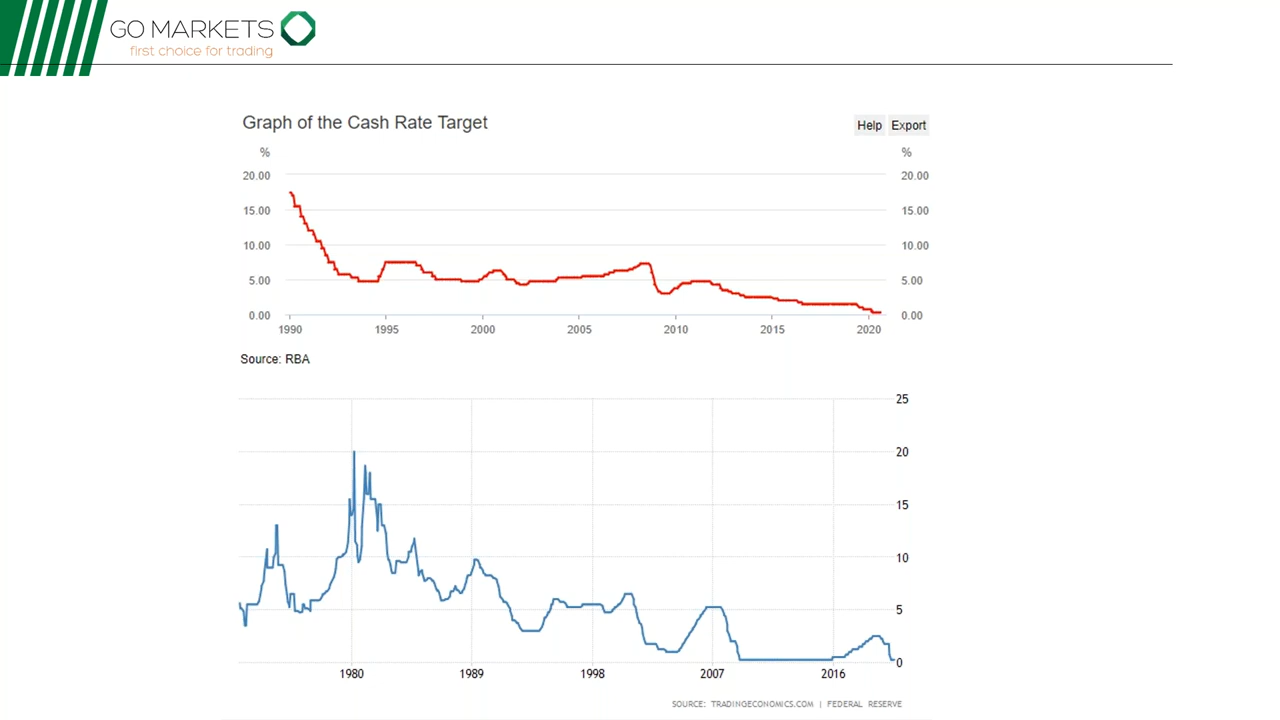 GO MARKETS
first choice for trading
Graph of the Cash Rate Target
Help Export
% %
20.00 20.00
15.00 15.00
10.00 10.00
5.00 5.00
0.00 0.00
1990 1995 2000 2005 2010 2015 2020
Source: RBA
25
20
15
10
5
0
1980 1989 1998 2007 2016
SOURCE: TRADINGECONOMICS.COM | FEDERAL RESERVE